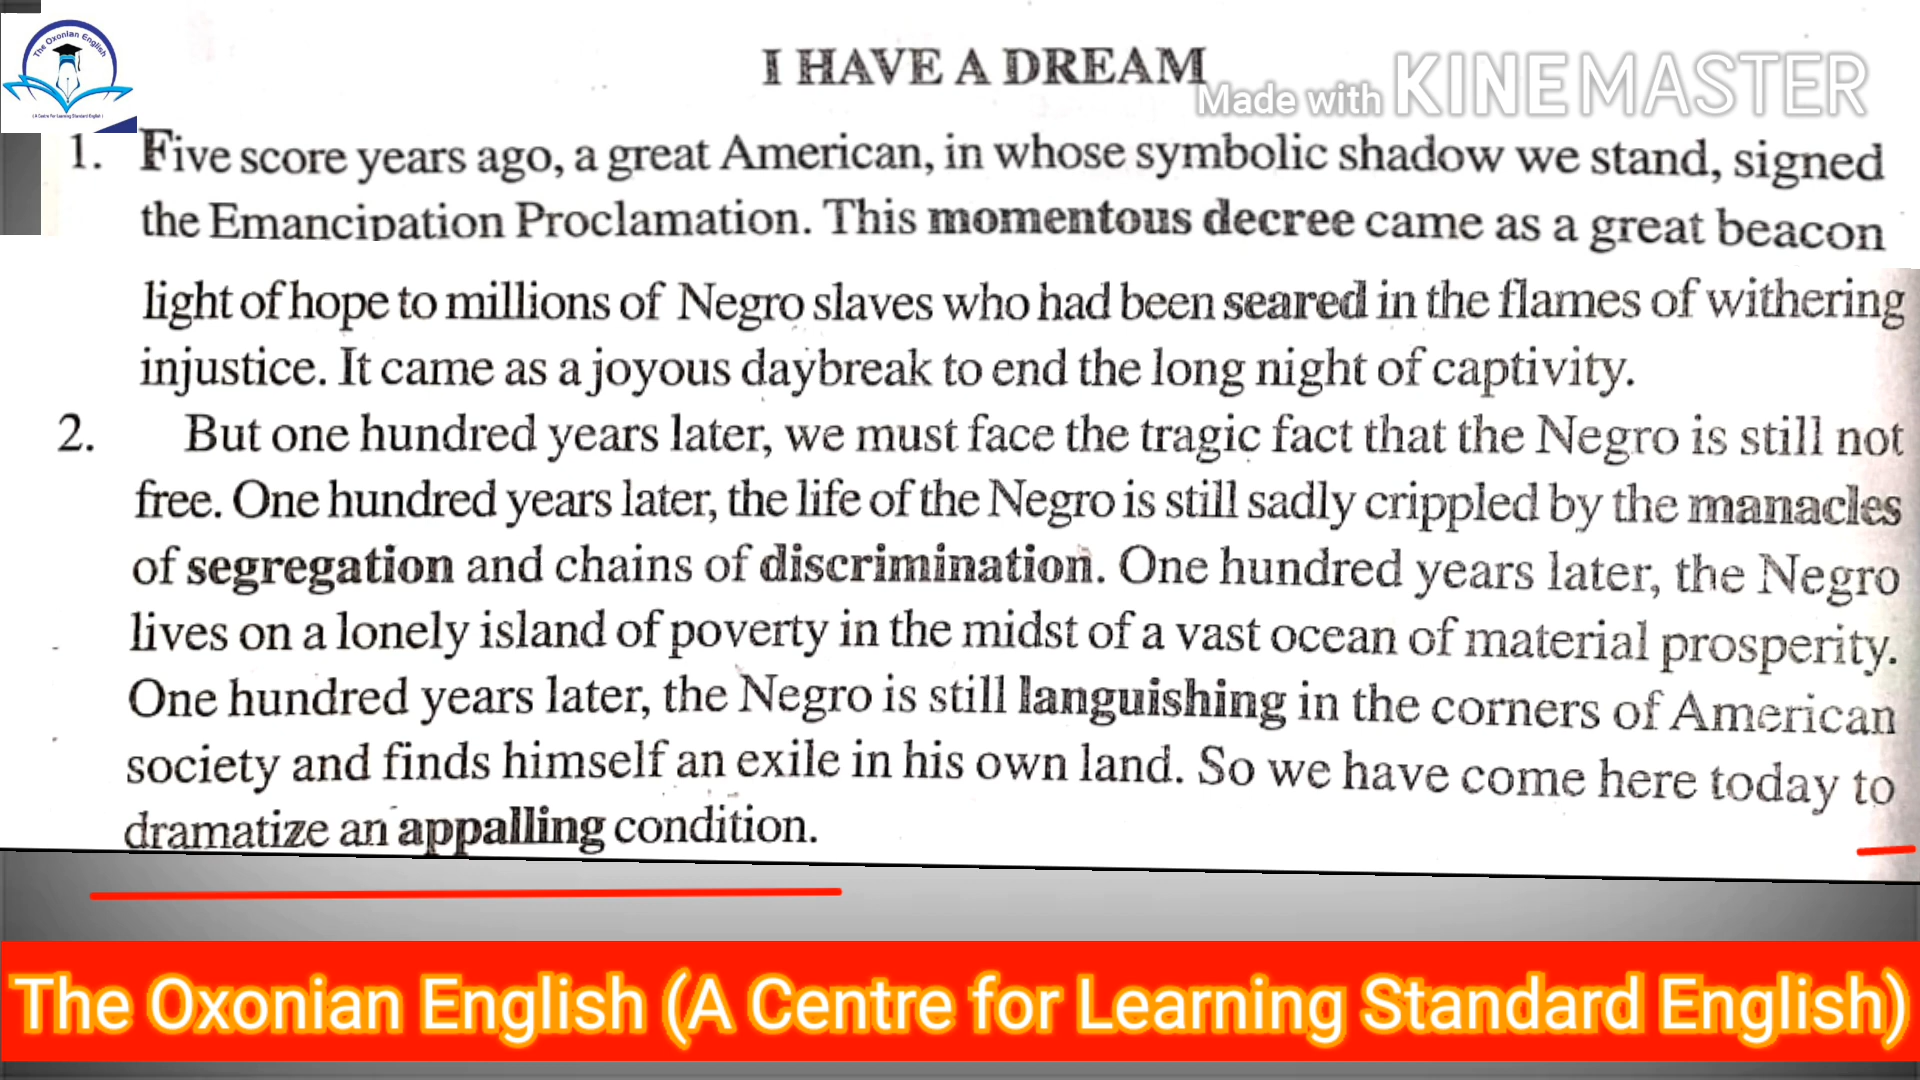 The Oxonian English
(A Centre For Learning Standard English)
I HAVE A DREAM
Made with KINEMASTER
1. Five score years ago, a great American, in whose symbolic shadow we stand, signed
the Emancipation Proclamation. This momentous decree came as a great beacon
light of hope to millions of Negro slaves who had been seared in the flames of withering
injustice. It came as a joyous daybreak to end the long night of captivity.
2. But one hundred years later, we must face the tragic fact that the Negro is still not
free. One hundred years later, the life of the Negro is still sadly crippled by the manacles
of segregation and chains of discrimination. One hundred years later, the Negro
lives on a lonely island of poverty in the midst of a vast ocean of material prosperity.
One hundred years later, the Negro is still languishing in the corners of American
society and finds himself an exile in his own land. So we have come here today to
dramatize an appalling condition.
The Oxonian English (A Centre for Learning Standard English)